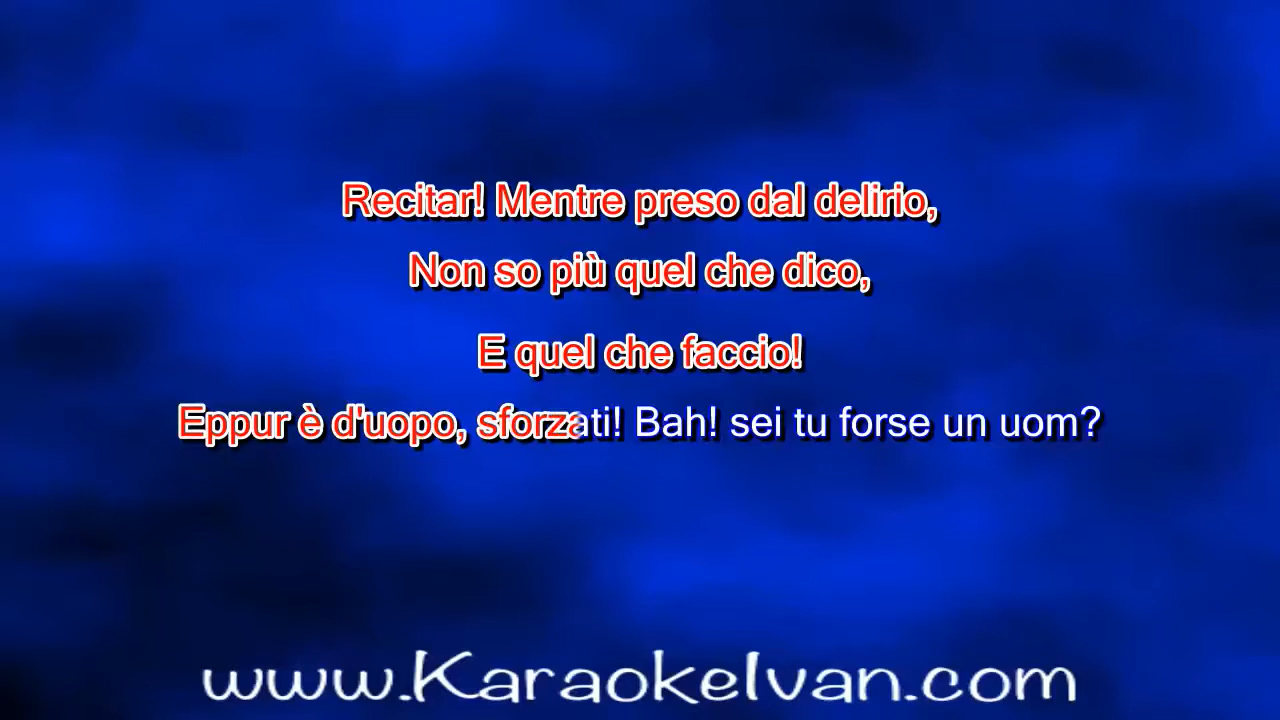 Recitar! Mentre preso dal delirio,
Non so più quel che dico,
E quel che faccio!
Eppur è d'uopo, sforzati! Bah! sei tu forse un uom?
www.KaraokeIvan.com